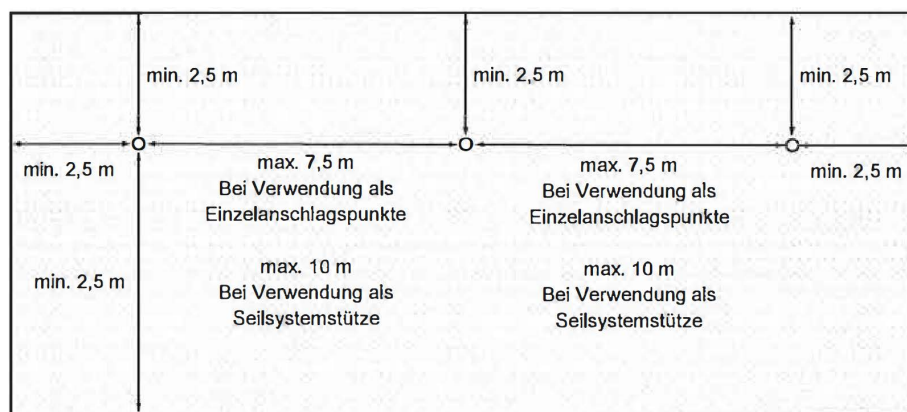 min. 2,5 m
min. 2,5 m
min. 2,5 m
min. 2,5 m
max. 7,5 m
Bei Verwendung als
Einzelanschlagspunkte
max. 7,5 m
Bei Verwendung als
Einzelanschlagspunkte
min. 2,5 m
min. 2,5 m
max. 10 m
Bei Verwendung als
Seilsystemstütze
max. 10 m
Bei Verwendung als
Seilsystemstütze